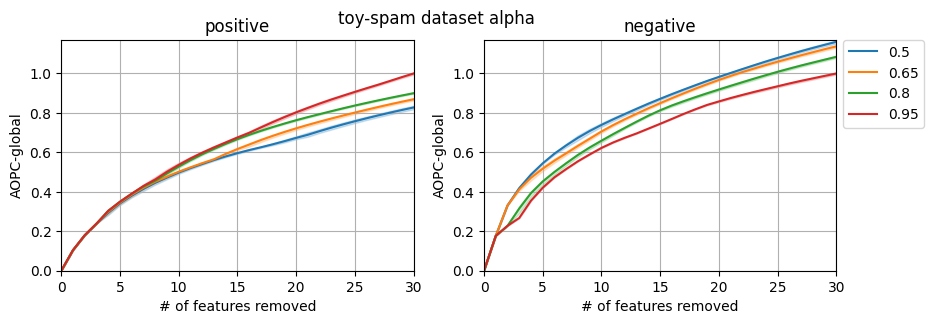 toy-spam dataset alpha
positive
AOPC-global
1.0
0.8
0.6
0.4
0.2
0.0
0 5 10 15 20 25 30
# of features removed
negative
AOPC-global
1.0
0.8
0.6
0.4
0.2
0.0
0 5 10 15 20 25 30
# of features removed
0.5
0.65
0.8
0.95